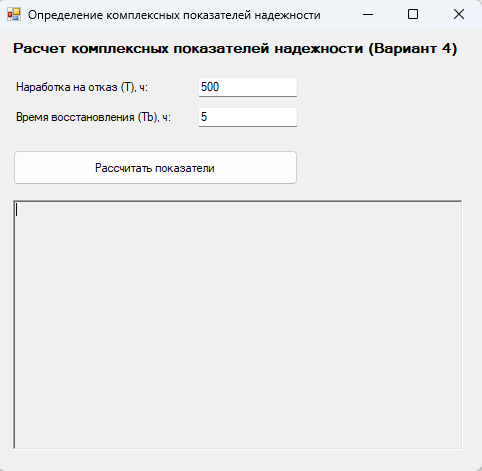 Определение комплексных показателей надежности
Расчет комплексных показателей надежности (Вариант 4)
Наработка на отказ (Т), ч:
500
Время восстановления (Тb), ч:
5
Рассчитать показатели